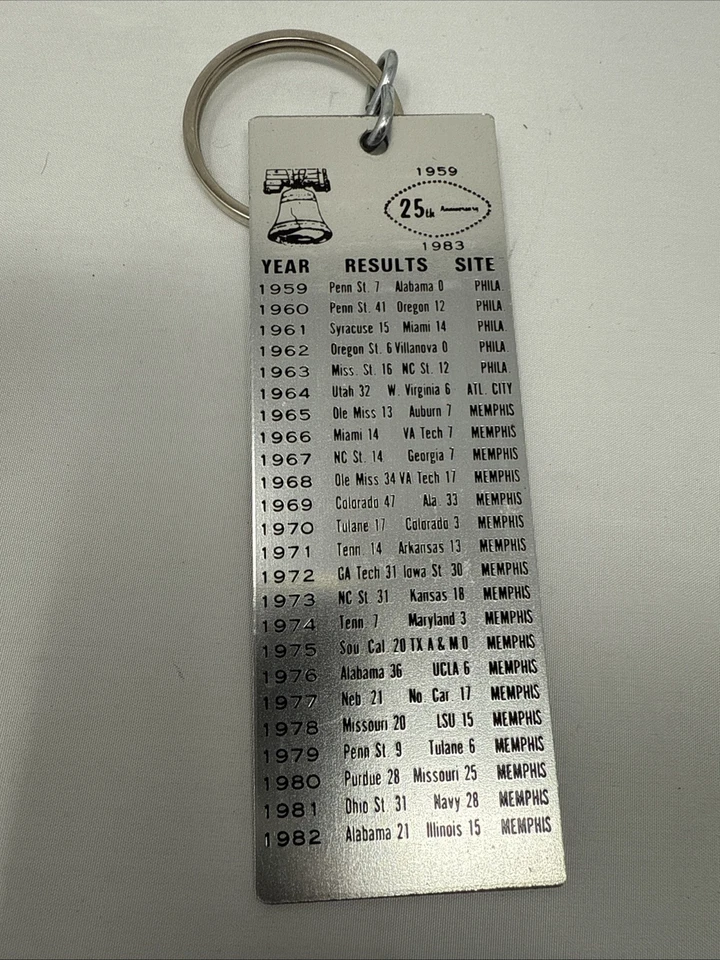 1959
25th Anniversary
1983
YEAR RESULTS SITE
1959 Penn St. 7 Alabama 0 PHILA.
1960 Penn St. 41 Oregon 12 PHILA.
1961 Syracuse 15 Miami 14 PHILA.
1962 Oregon St. 6 Villanova 0 PHILA.
1963 Miss. St. 16 NC St. 12 PHILA.
1964 Utah 32 W. Virginia 6 ATL. CITY
1965 Ole Miss 13 Auburn 7 MEMPHIS
1966 Miami 14 VA Tech 7 MEMPHIS
1967 NC St. 14 Georgia 7 MEMPHIS
1968 Ole Miss 34 VA Tech 17 MEMPHIS
1969 Colorado 47 Ala. 33 MEMPHIS
1970 Tulane 17 Colorado 3 MEMPHIS
1971 Tenn. 14 Arkansas 13 MEMPHIS
1972 GA Tech 31 Iowa St. 30 MEMPHIS
1973 NC St. 31 Kansas 18 MEMPHIS
1974 Tenn. 7 Maryland 3 MEMPHIS
1975 Sou. Cal. 20 TX A & M 0 MEMPHIS
1976 Alabama 36 UCLA 6 MEMPHIS
1977 Neb. 21 No. Car. 17 MEMPHIS
1978 Missouri 20 LSU 15 MEMPHIS
1979 Penn St. 9 Tulane 6 MEMPHIS
1980 Purdue 28 Missouri 25 MEMPHIS
1981 Ohio St. 31 Navy 28 MEMPHIS
1982 Alabama 21 Illinois 15 MEMPHIS